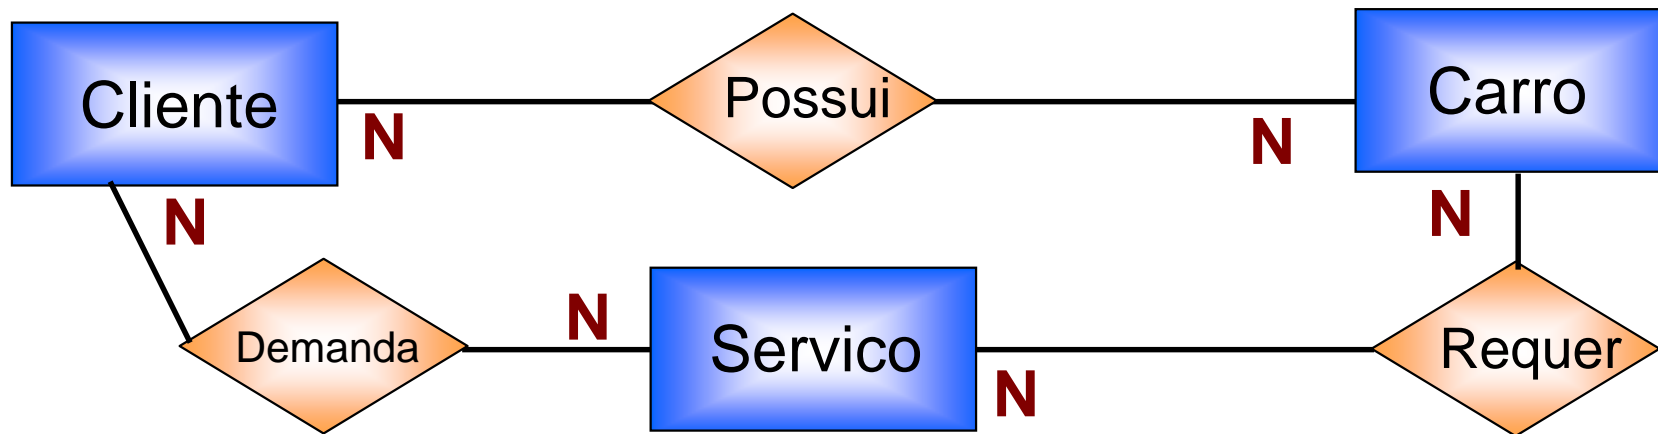 Cliente
N
Possui
N
Carro
N
N
Demanda
N
Servico
N
Requer